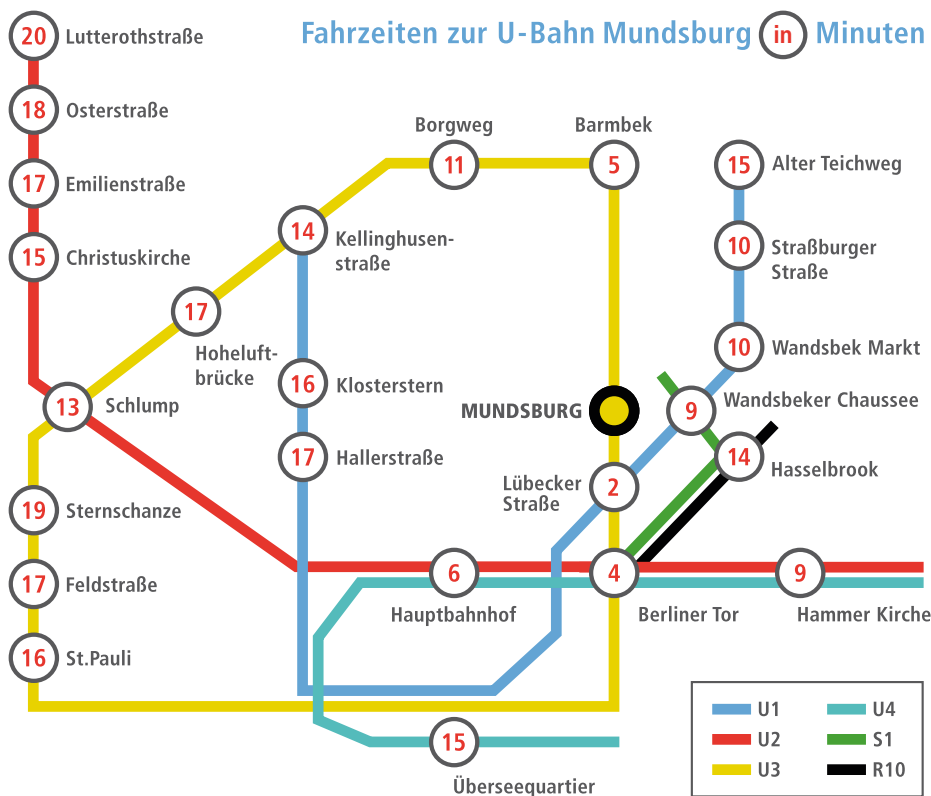 Fahrzeiten zur U-Bahn Mundsburg in Minuten
20 Lutterothstraße
18 Osterstraße
17 Emilienstraße
15 Christuskirche
13 Schlump
19 Sternschanze
17 Feldstraße
16 St.Pauli
Borgweg
11
Barmbek
5
14
Kellinghusen-
straße
17
Hoheluft-
brücke
16 Klosterstern
17 Hallerstraße
15 Alter Teichweg
10 Straßburger
Straße
10 Wandsbek Markt
9 Wandsbeker Chaussee
14 Hasselbrook
MUNDSBURG
Lübecker
Straße
2
6
Hauptbahnhof
4
Berliner Tor
9
Hammer Kirche
15
Überseequartier
U1
U2
U3
U4
S1
R10